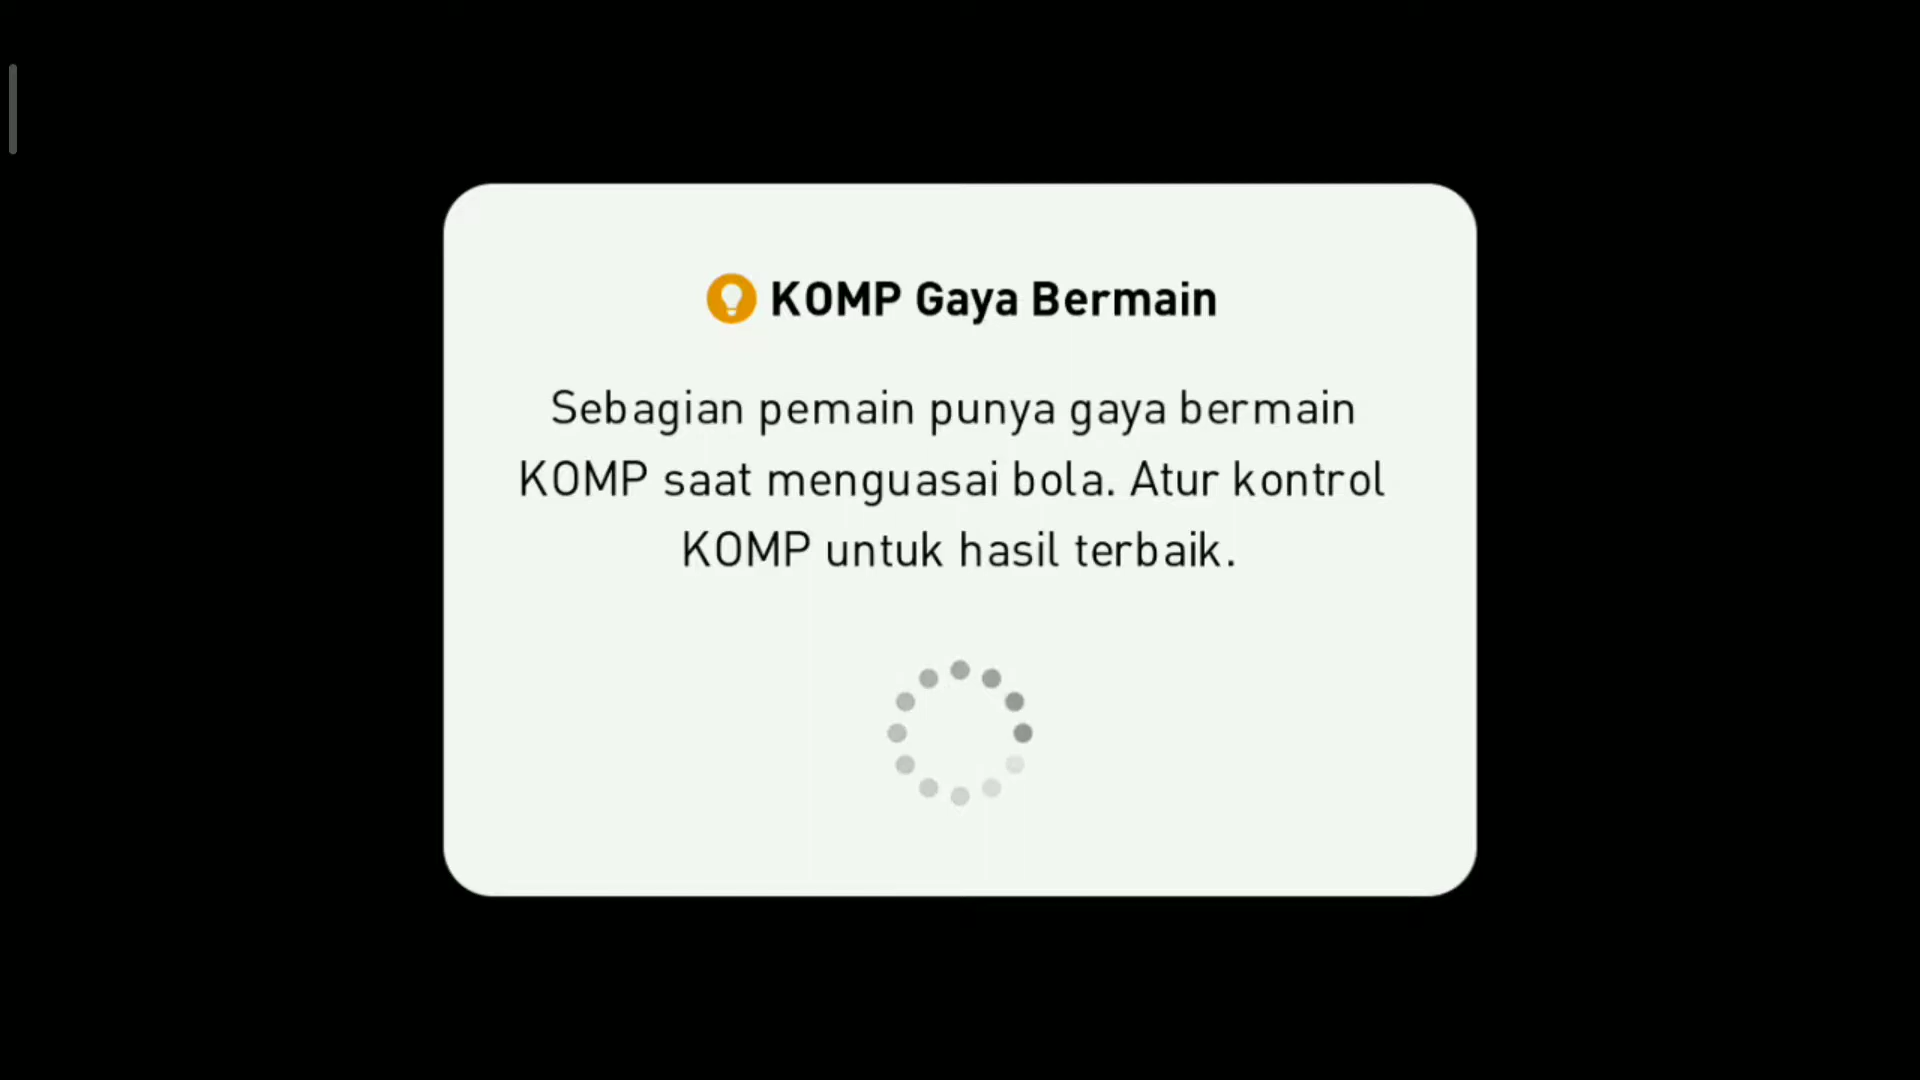 KOMP Gaya Bermain
Sebagian pemain punya gaya bermain
KOMP saat menguasai bola. Atur kontrol
KOMP untuk hasil terbaik.